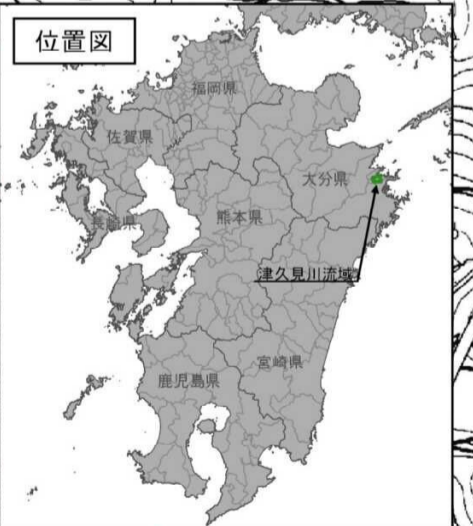 位置図
福岡県
佐賀県
大分県
長崎県
熊本県
津久見川流域
宮崎県
鹿児島県